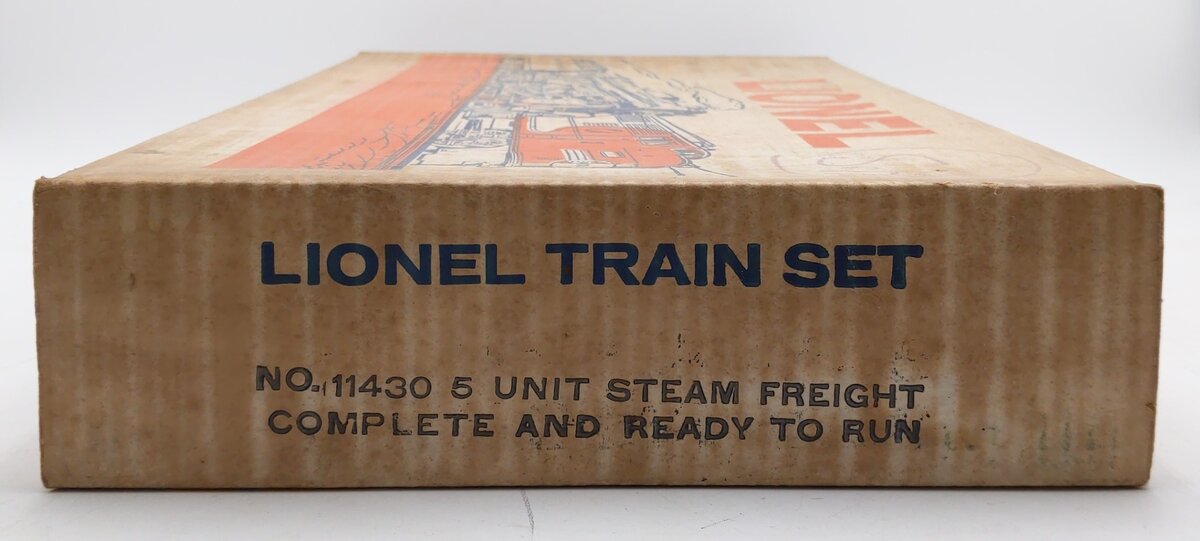 LIONEL
LIONEL TRAIN SET
NO. 11430 5 UNIT STEAM FREIGHT
COMPLETE AND READY TO RUN